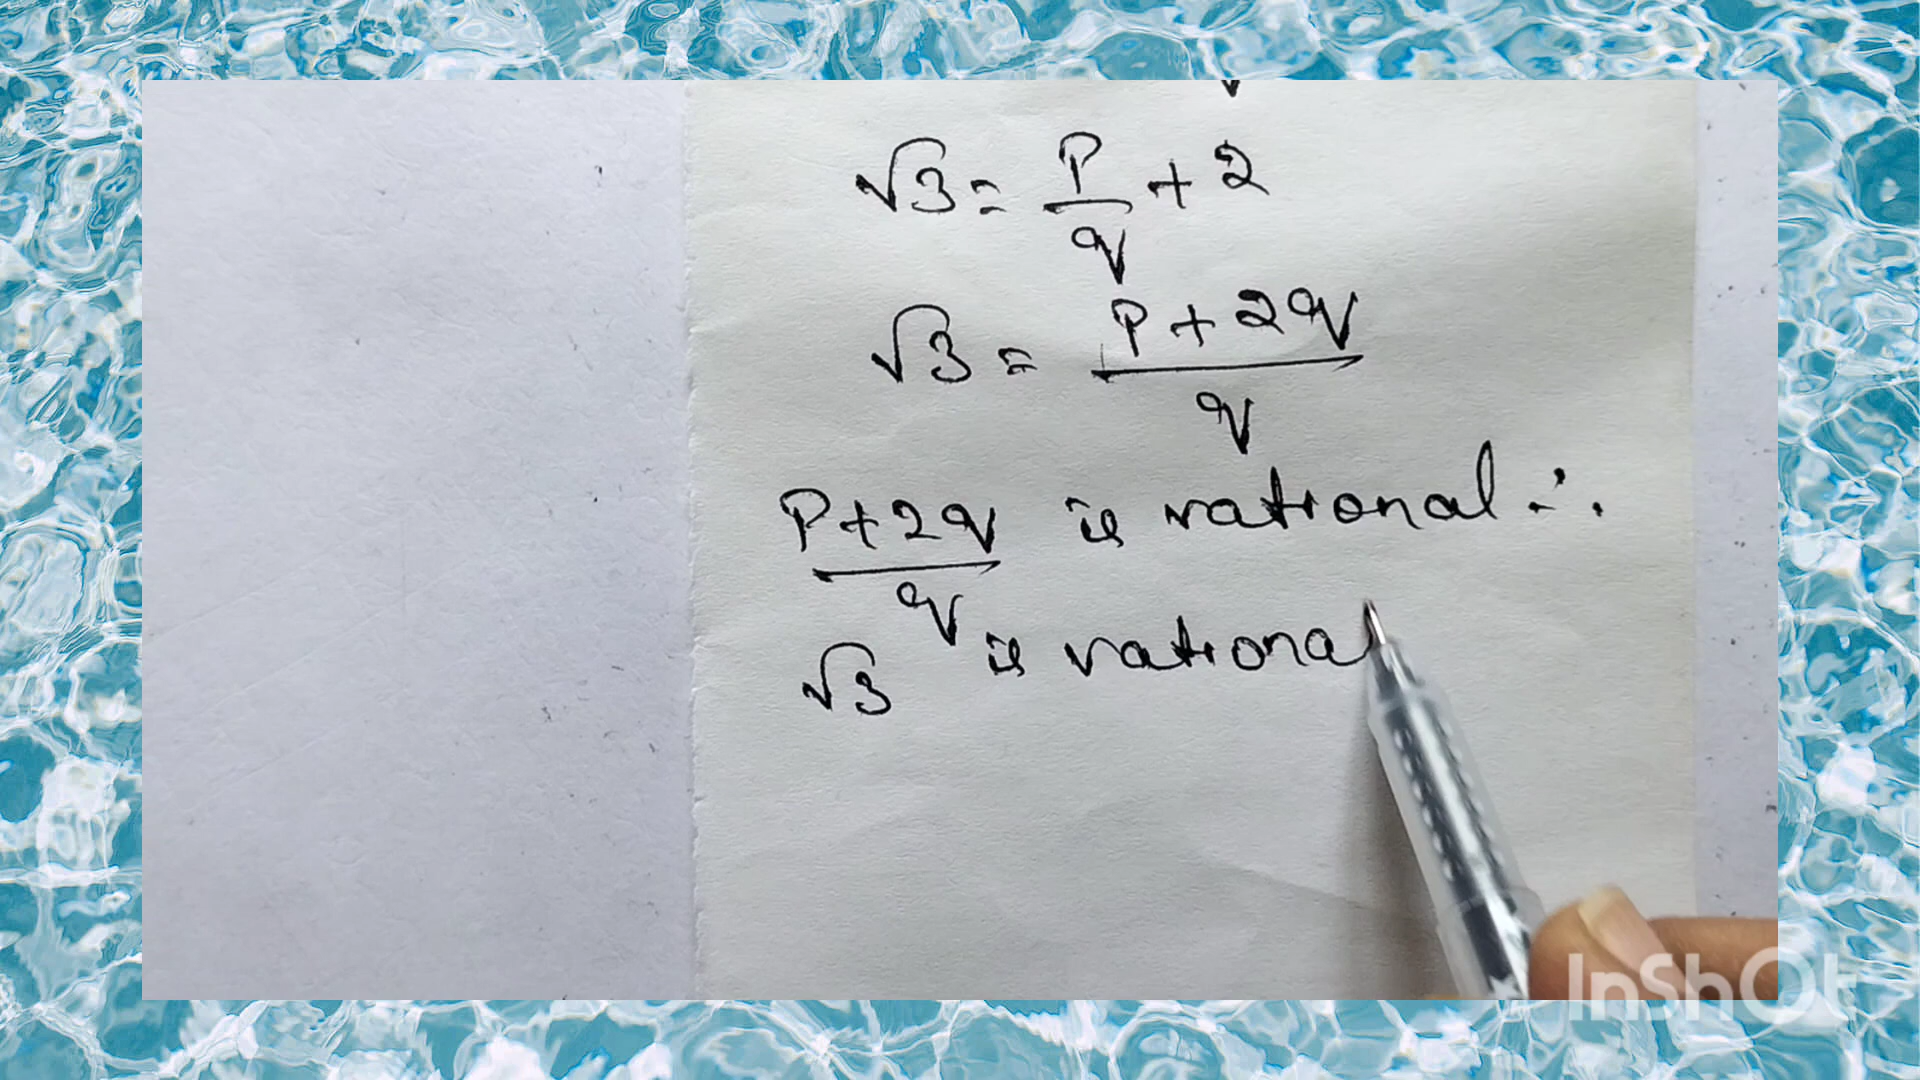 √3 = P/q + 2
√3 = P+2q/q
P+2q/q is rational ∴
√3 is rational
InShOt